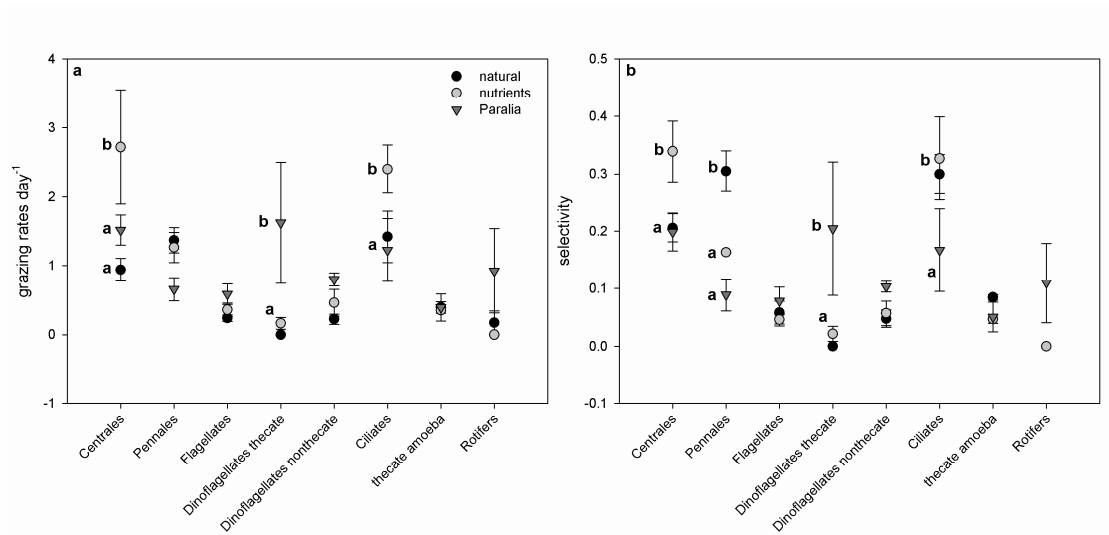 a
natural
nutrients
Paralia
grazing rates day-1
4
3
2
1
0
-1
b
a
a
b
a
b
a
Centrales
Pennales
Flagellates
Dinoflagellates thecate
Dinoflagellates nonthecate
Ciliates
thecate amoeba
Rotifers
b
selectivity
0.5
0.4
0.3
0.2
0.1
0.0
-0.1
b
a
b
a
a
b
a
b
a
Centrales
Pennales
Flagellates
Dinoflagellates thecate
Dinoflagellates nonthecate
Ciliates
thecate amoeba
Rotifers